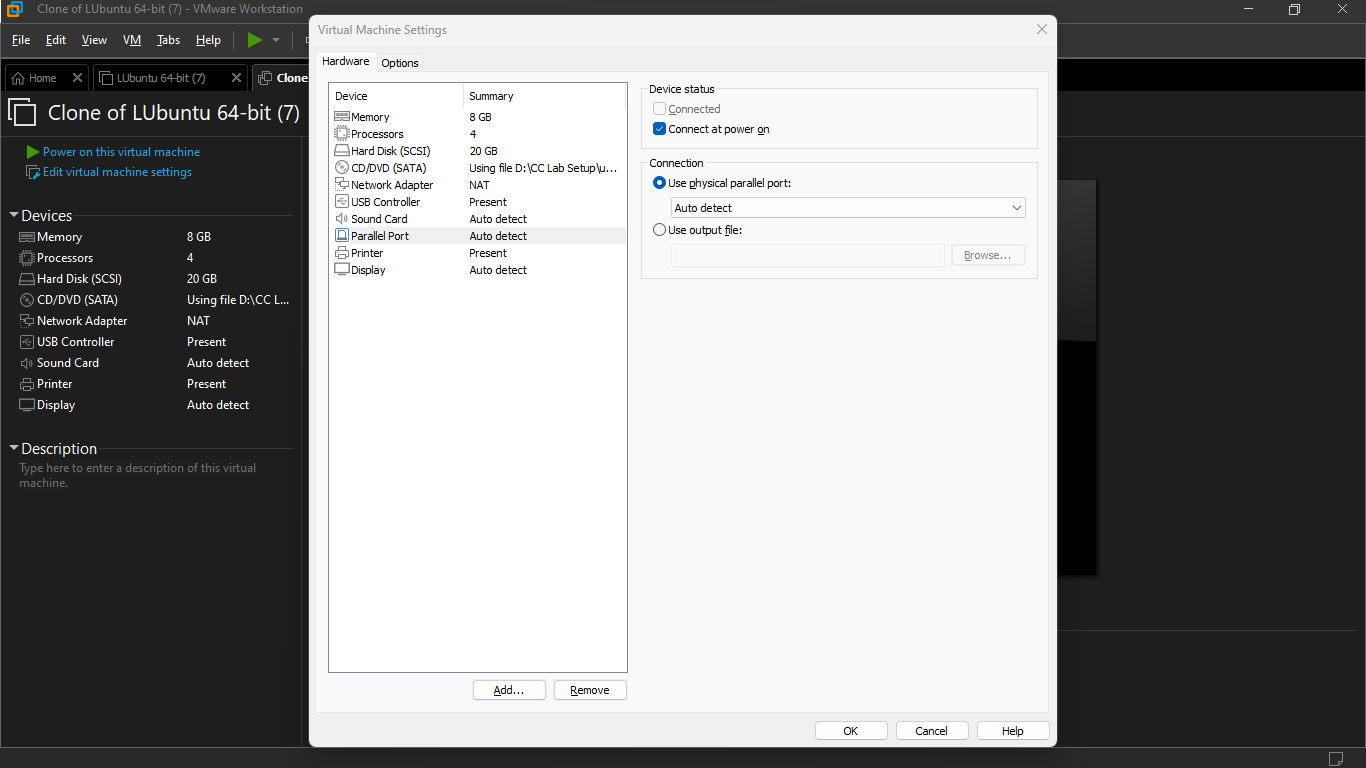 Clone of LUbuntu 64-bit (7) - VMware Workstation
File Edit View VM Tabs Help
Home LUbuntu 64-bit (7) Clone
Clone of LUbuntu 64-bit (7)
Power on this virtual machine
Edit virtual machine settings
Devices
Memory 8 GB
Processors 4
Hard Disk (SCSI) 20 GB
CD/DVD (SATA) Using file D:\CC L...
Network Adapter NAT
USB Controller Present
Sound Card Auto detect
Printer Present
Display Auto detect
Description
Type here to enter a description of this virtual
machine.
Virtual Machine Settings
Hardware Options
Device Summary
Memory 8 GB
Processors 4
Hard Disk (SCSI) 20 GB
CD/DVD (SATA) Using file D:\CC Lab Setup\u...
Network Adapter NAT
USB Controller Present
Sound Card Auto detect
Parallel Port Auto detect
Printer Present
Display Auto detect
Add... Remove
Device status
Connected
Connect at power on
Connection
Use physical parallel port:
Auto detect
Use output file:
Browse...
OK Cancel Help